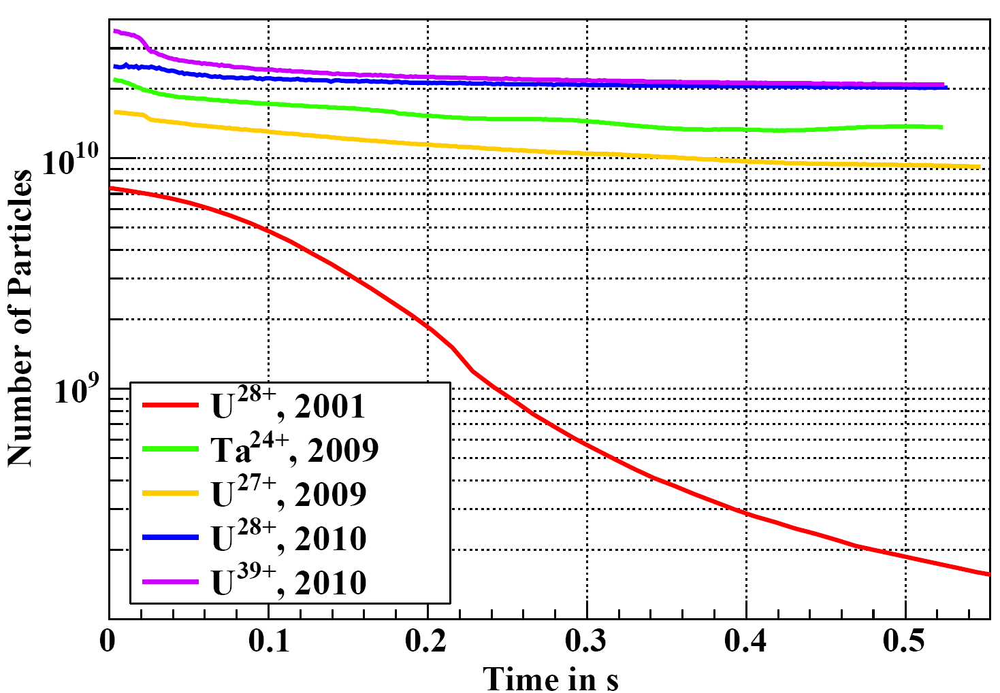 Number of Particles
10^10
10^9
U^28+, 2001
Ta^24+, 2009
U^27+, 2009
U^28+, 2010
U^39+, 2010
0 0.1 0.2 0.3 0.4 0.5
Time in s